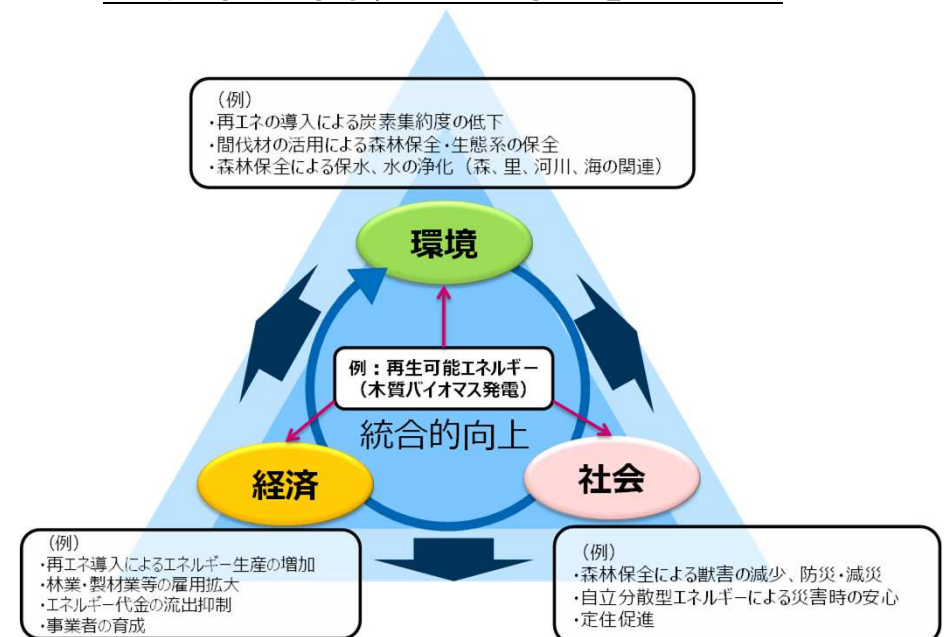 （例）
・再エネの導入による炭素集約度の低下
・間伐材の活用による森林保全・生態系の保全
・森林保全による保水、水の浄化（森、里、河川、海の関連）
環境
例：再生可能エネルギー
（木質バイオマス発電）
統合的向上
経済
社会
（例）
・再エネ導入によるエネルギー生産の増加
・林業・製材業等の雇用拡大
・エネルギー代金の流出抑制
・事業者の育成
（例）
・森林保全による獣害の減少、防災・減災
・自立分散型エネルギーによる災害時の安心
・定住促進